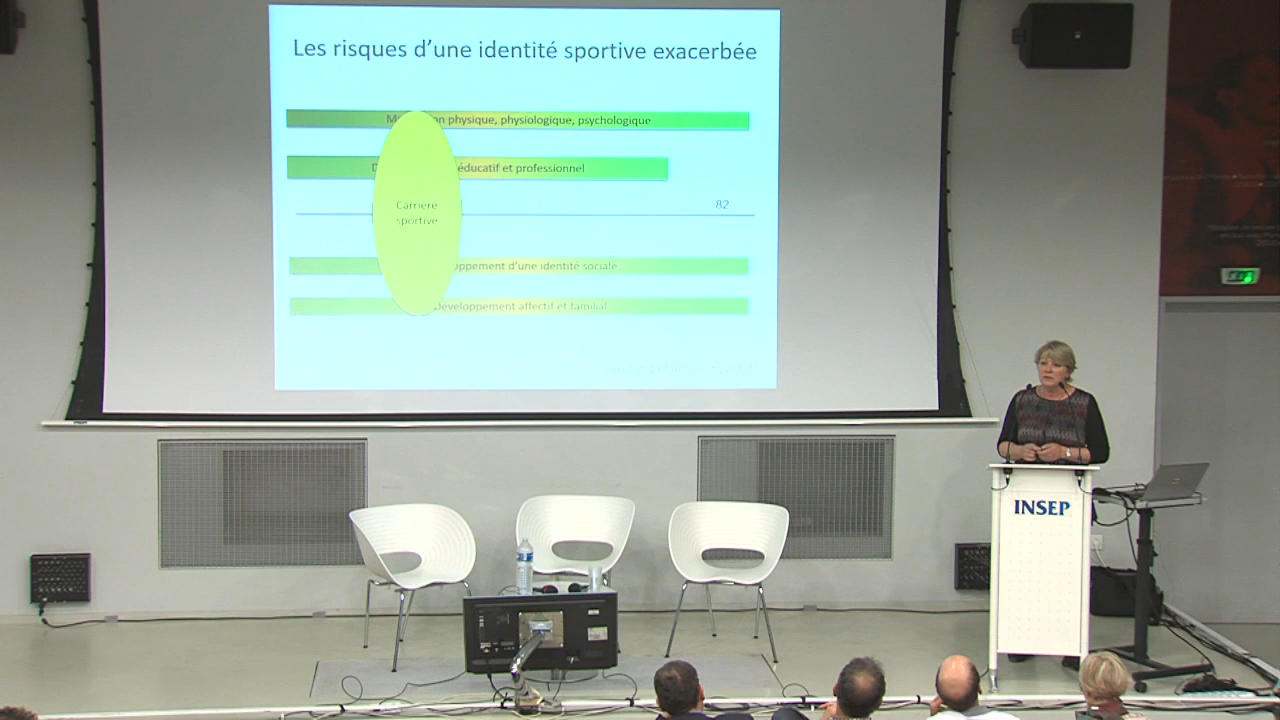 Les risques d'une identité sportive exacerbée
physique, physiologique, psychologique
éducatif et professionnel
Carrière
sportive
82
d'une identité sociale
Développement affectif et familial
INSEP